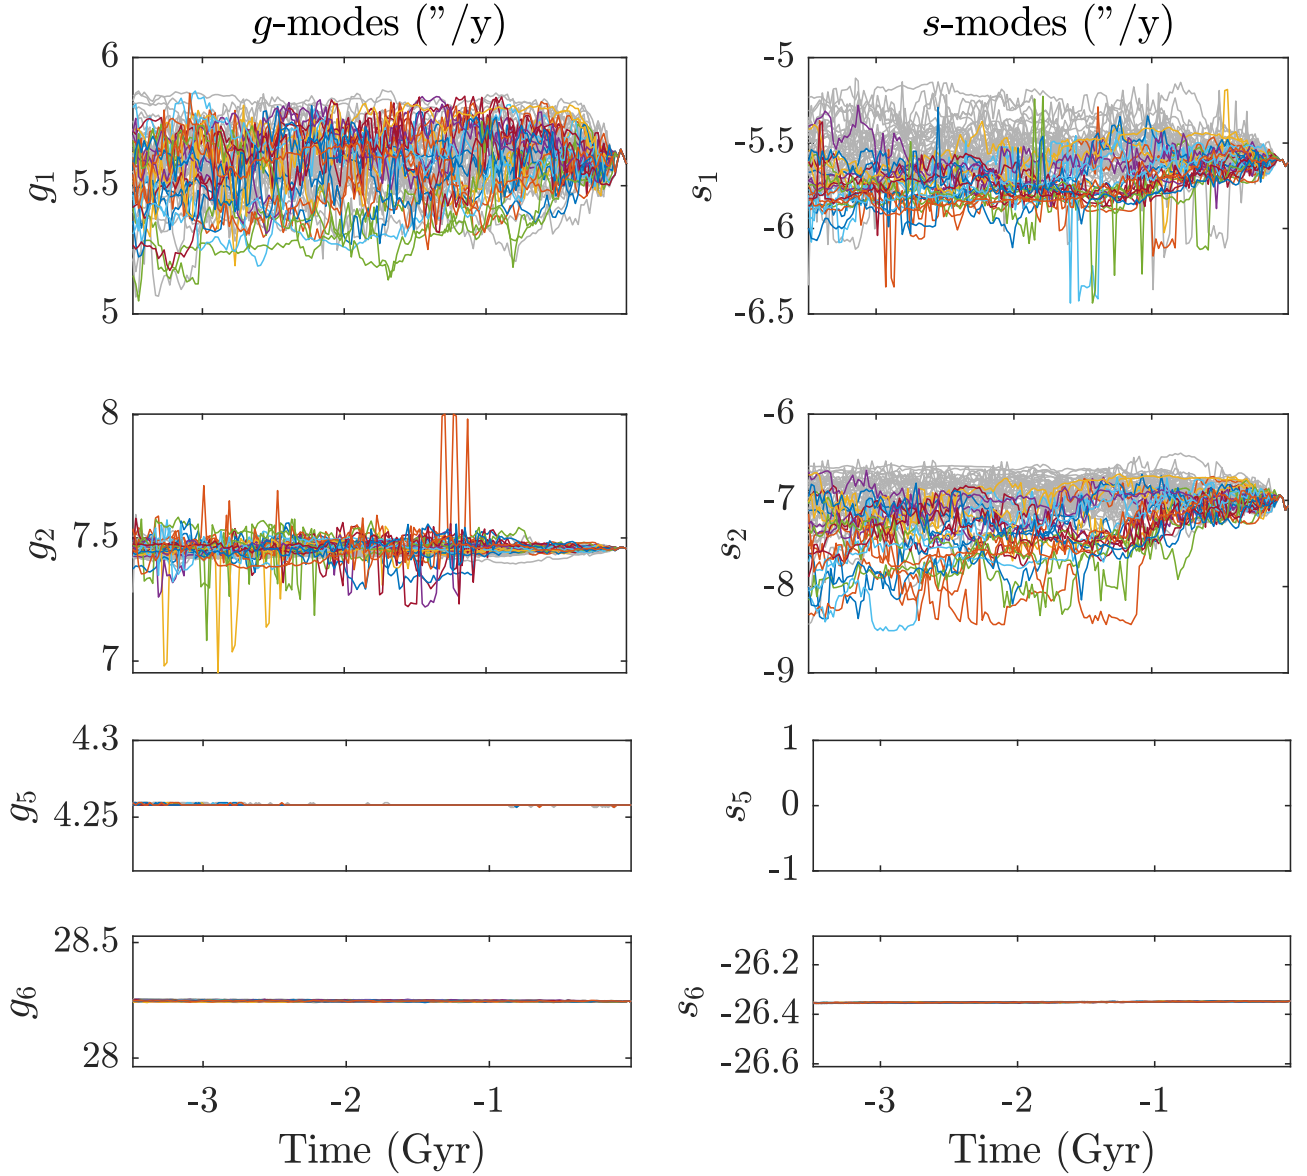 g-modes (”/y)
s-modes (”/y)
6
5.5
5
g1
-5
-5.5
-6
-6.5
s1
8
7.5
7
g2
-6
-7
-8
-9
s2
4.3
4.25
g5
1
0
-1
s5
28.5
28
g6
-26.2
-26.4
-26.6
s6
-3 -2 -1
-3 -2 -1
Time (Gyr)
Time (Gyr)